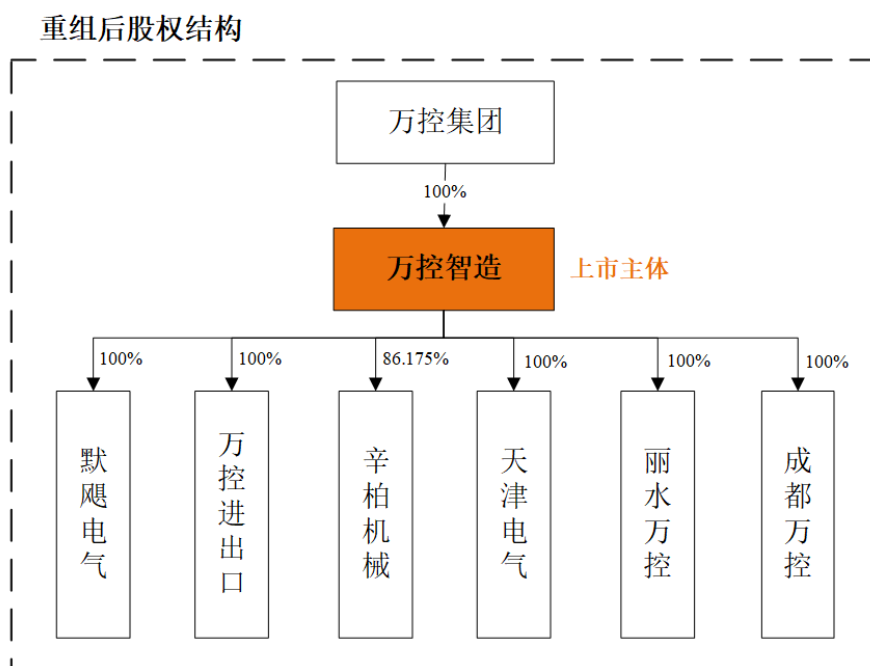 重组后股权结构
万控集团
100%
万控智造
上市主体
100%
100%
86.175%
100%
100%
100%
默飓电气
万控进出口
辛柏机械
天津电气
丽水万控
成都万控